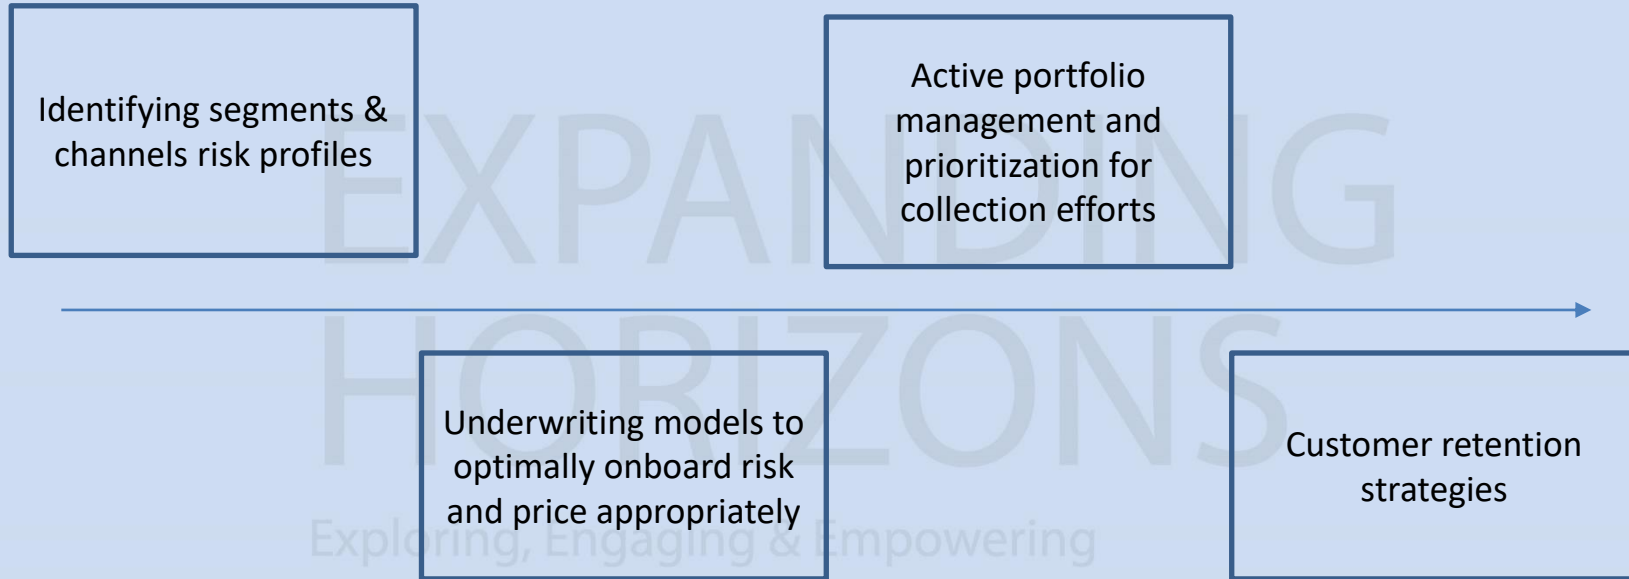 Identifying segments &
channels risk profiles
Active portfolio
management and
prioritization for
collection efforts
EXPANDING
HORIZONS
Underwriting models to
optimally onboard risk
and price appropriately
Customer retention
strategies
Exploring, Engaging & Empowering